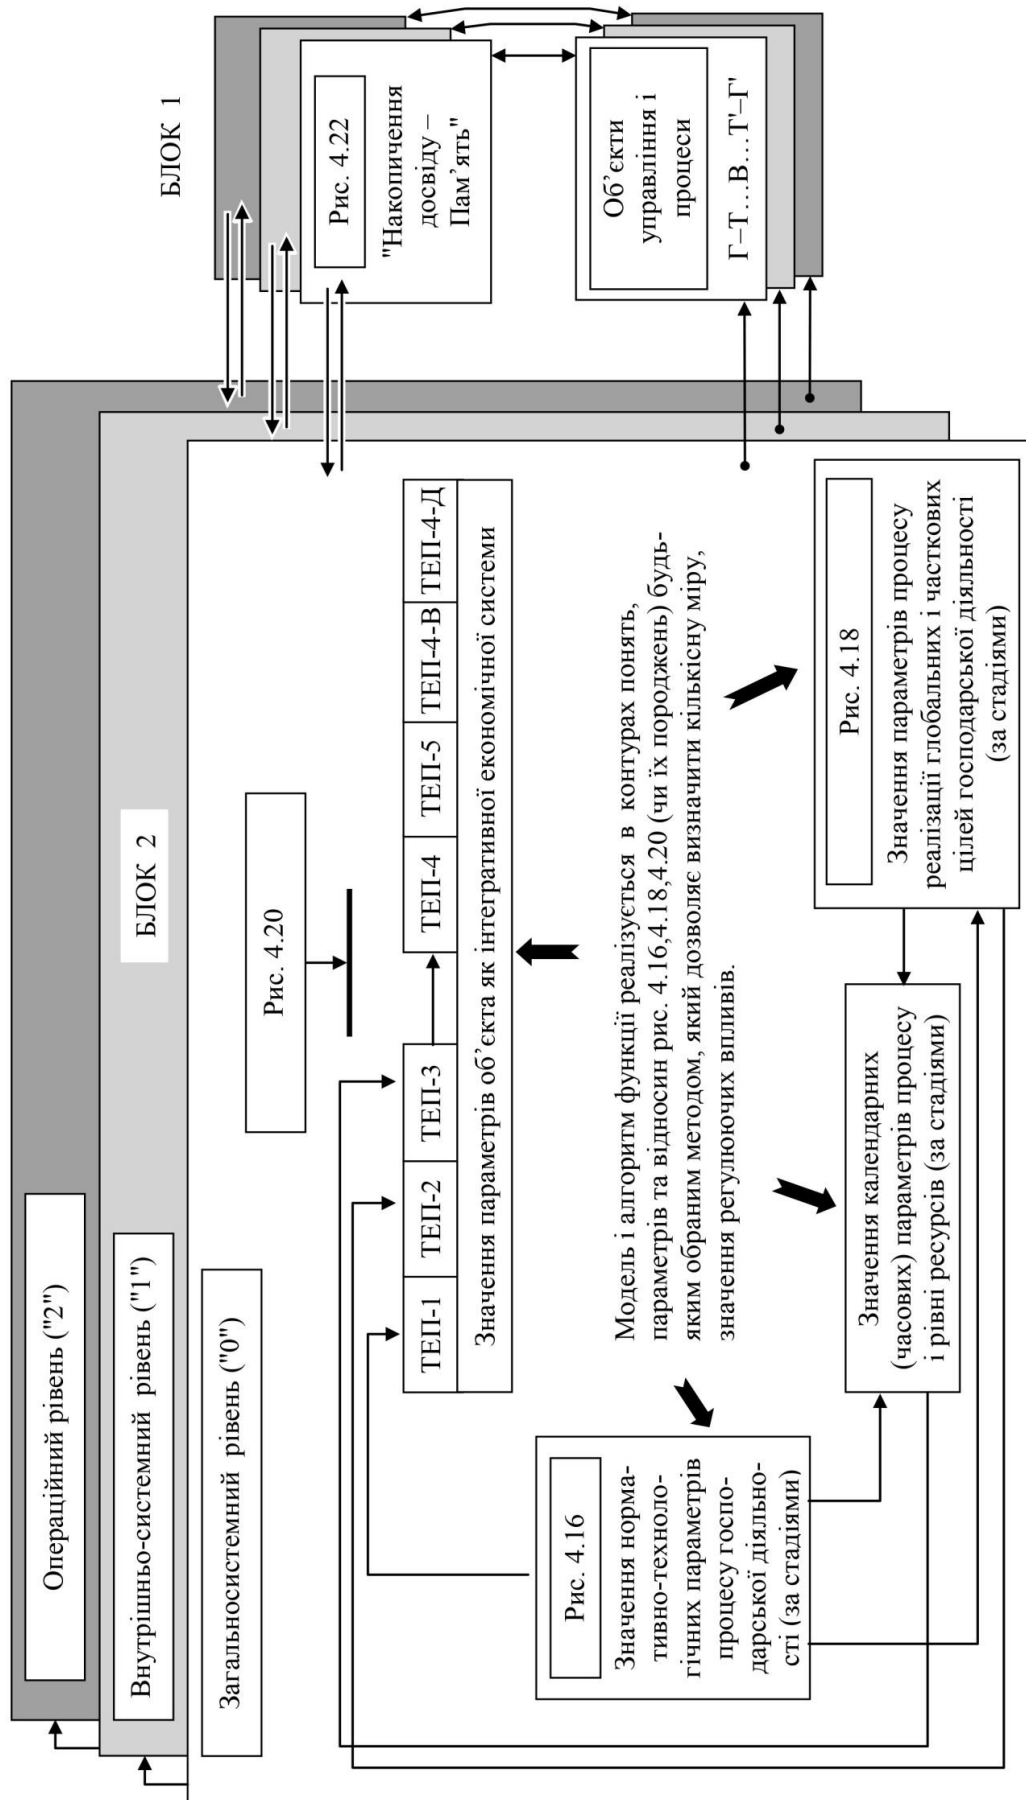 Операційний рівень ("2")
Внутрішньо-системний рівень ("1")
Загальносистемний рівень ("0")
БЛОК 2
БЛОК 1
Рис. 4.20
ТЕП-1
ТЕП-2
ТЕП-3
ТЕП-4
ТЕП-5
ТЕП-4-В
ТЕП-4-Д
Значення параметрів об’єкта як інтегративної економічної системи
Модель і алгоритм функції реалізується в контурах понять,
параметрів та відносин рис. 4.16,4.18,4.20 (чи їх породжень) будь-
яким обраним методом, який дозволяє визначити кількісну міру,
значення регулюючих впливів.
Рис. 4.16
Значення норма-
тивно-техноло-
гічних параметрів
процесу госпо-
дарської діяльно-
сті (за стадіями)
Значення календарних
(часових) параметрів процесу
і рівні ресурсів (за стадіями)
Рис. 4.18
Значення параметрів процесу
реалізації глобальних і часткових
цілей господарської діяльності
(за стадіями)
Рис. 4.22
"Накопичення
досвіду –
Пам’ять"
Об’єкти
управління і
процеси
Г–Т…В…Т'–Г'